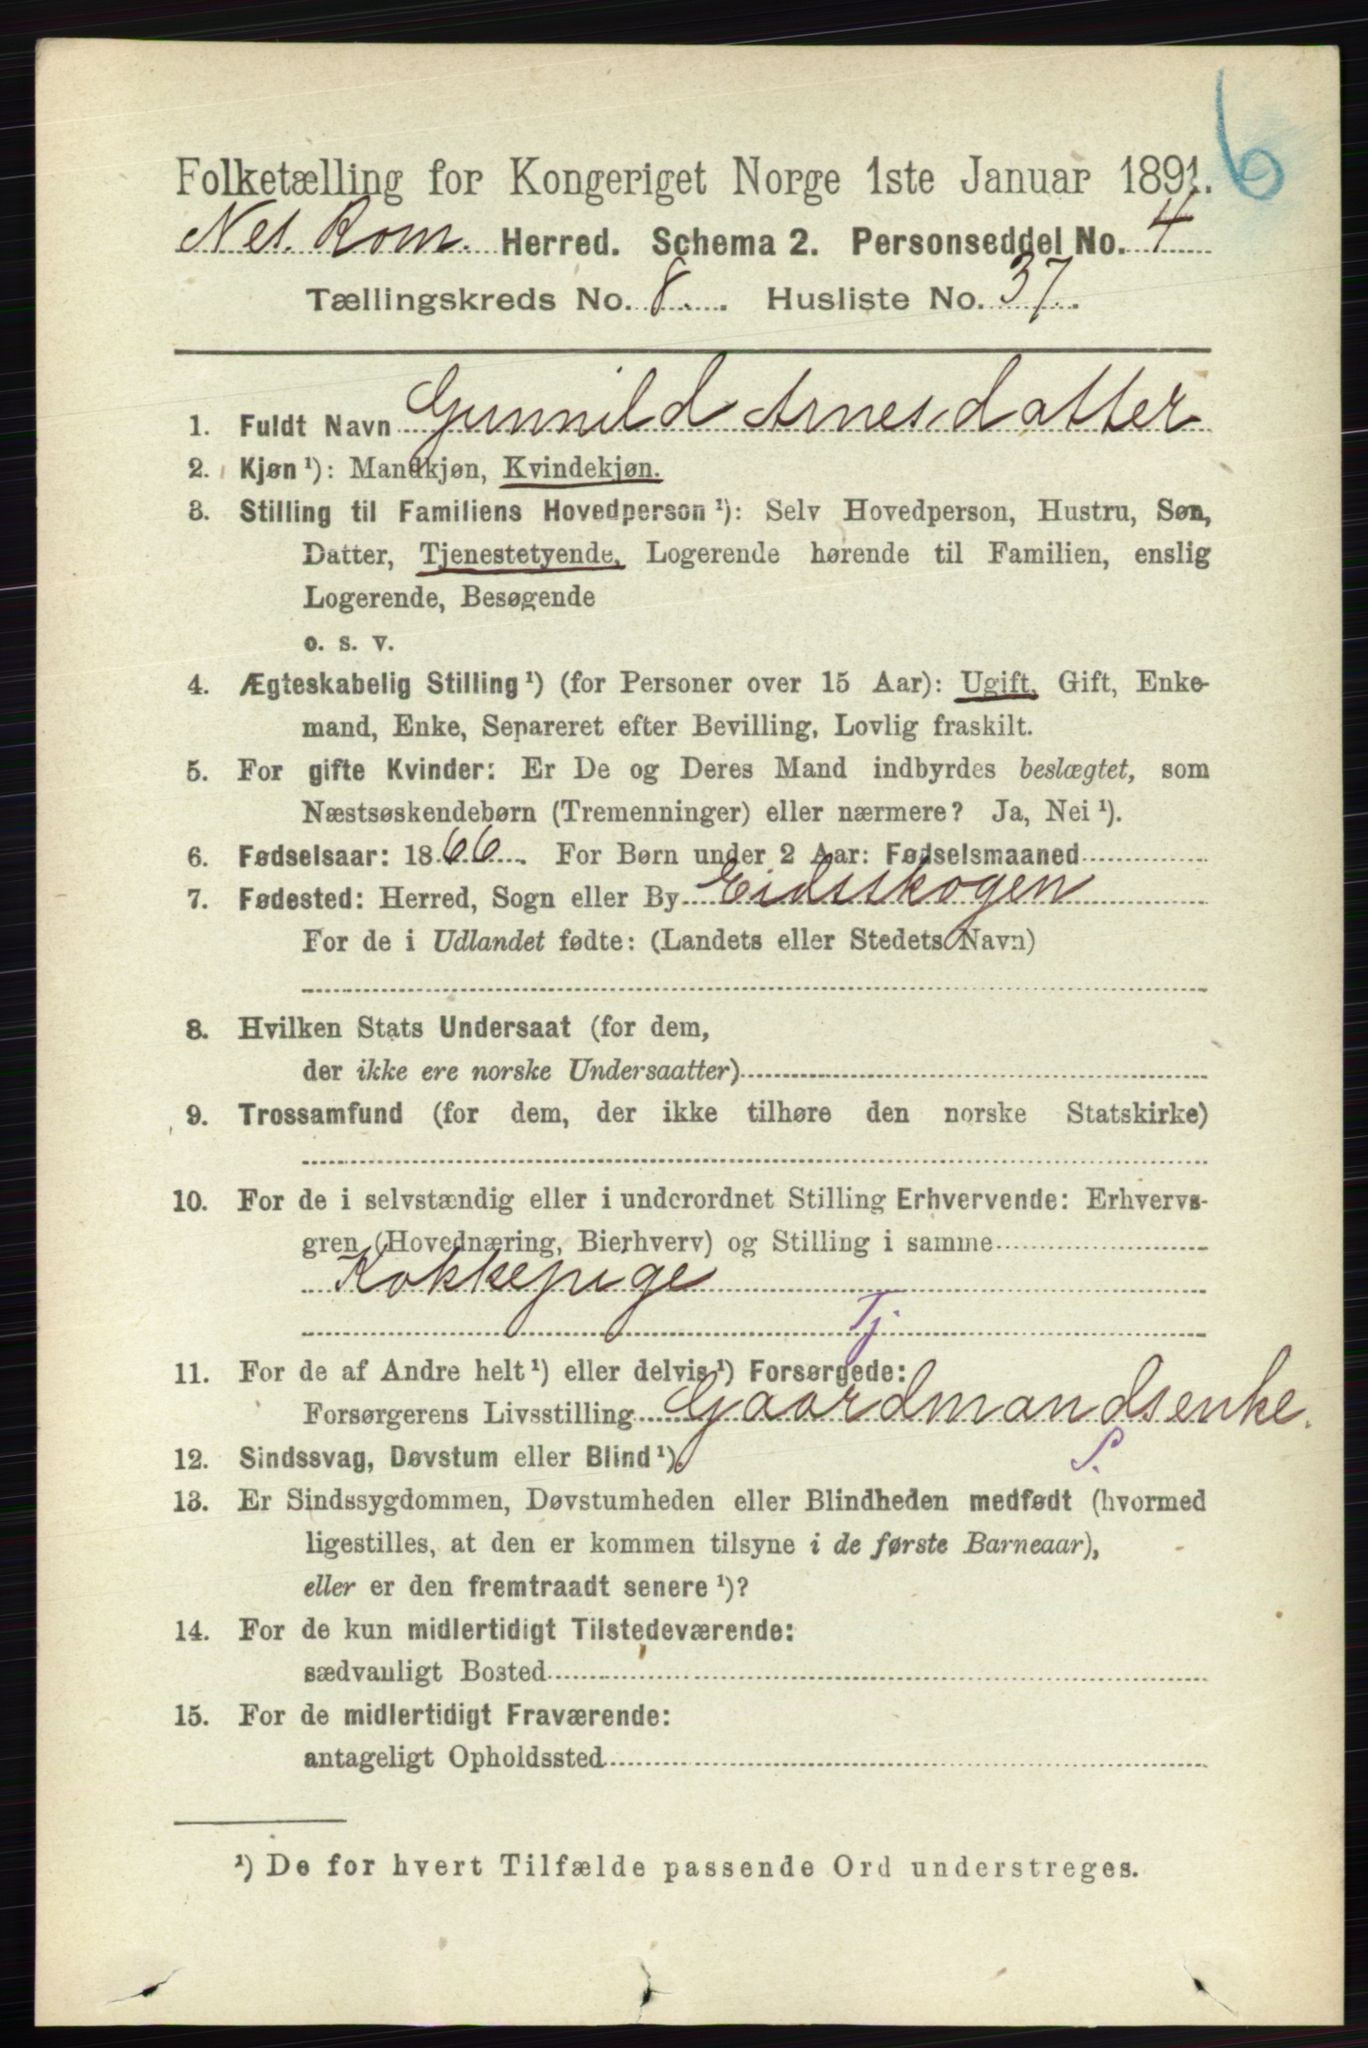 6
Folketælling for Kongeriget Norge 1ste Januar 1891.
Nes. Rom. Herred. Schema 2. Personseddel No. 4
Tællingskreds No. 8. Husliste No. 37.
1. Fuldt Navn Gunnild Arnesdatter
2. Kjøn ¹): Mandkjøn, Kvindekjøn.
3. Stilling til Familiens Hovedperson ¹): Selv Hovedperson, Hustru, Søn,
Datter, Tjenestetyende, Logerende hørende til Familien, enslig
Logerende, Besøgende
o. s. v.
4. Ægteskabelig Stilling ¹) (for Personer over 15 Aar): Ugift, Gift, Enke-
mand, Enke, Separeret efter Bevilling, Lovlig fraskilt.
5. For gifte Kvinder: Er De og Deres Mand indbyrdes beslægtet, som
Næstsøskendebørn (Tremenninger) eller nærmere? Ja, Nei ¹).
6. Fødselsaar: 1866. For Børn under 2 Aar: Fødselsmaaned
7. Fødested: Herred, Sogn eller By Eidsskogen
For de i Udlandet fødte: (Landets eller Stedets Navn)
8. Hvilken Stats Undersaat (for dem,
der ikke ere norske Undersaatter)
9. Trossamfund (for dem, der ikke tilhøre den norske Statskirke)
10. For de i selvstændig eller i underordnet Stilling Erhvervende: Erhvervs-
gren (Hovednæring, Bierhverv) og Stilling i samme
Kokkepige
Tj.
11. For de af Andre helt ¹) eller delvis ¹) Forsørgede:
Forsørgerens Livsstilling Gaardmandsenke.
S.
12. Sindssvag, Døvstum eller Blind ¹).
13. Er Sindssygdommen, Døvstumheden eller Blindheden medfødt (hvormed
ligestilles, at den er kommen tilsyne i de første Barneaar),
eller er den fremtraadt senere ¹)?
14. For de kun midlertidigt Tilstedeværende:
sædvanligt Bosted
15. For de midlertidigt Fraværende:
antageligt Opholdssted
¹) De for hvert Tilfælde passende Ord understreges.